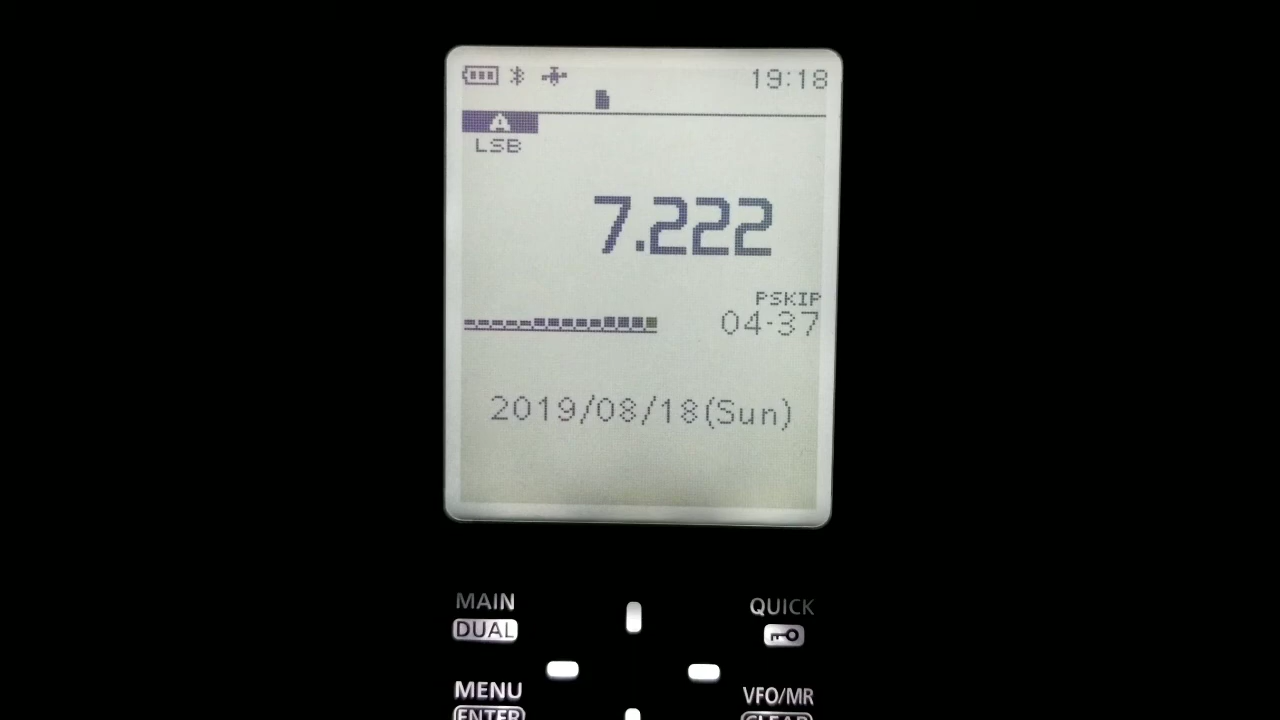 19:18
A
LSB
7.222
PSKIP
04-37
2019/08/18(Sun)
MAIN
DUAL
QUICK
MENU
ENTER
VFO/MR
CLEAR